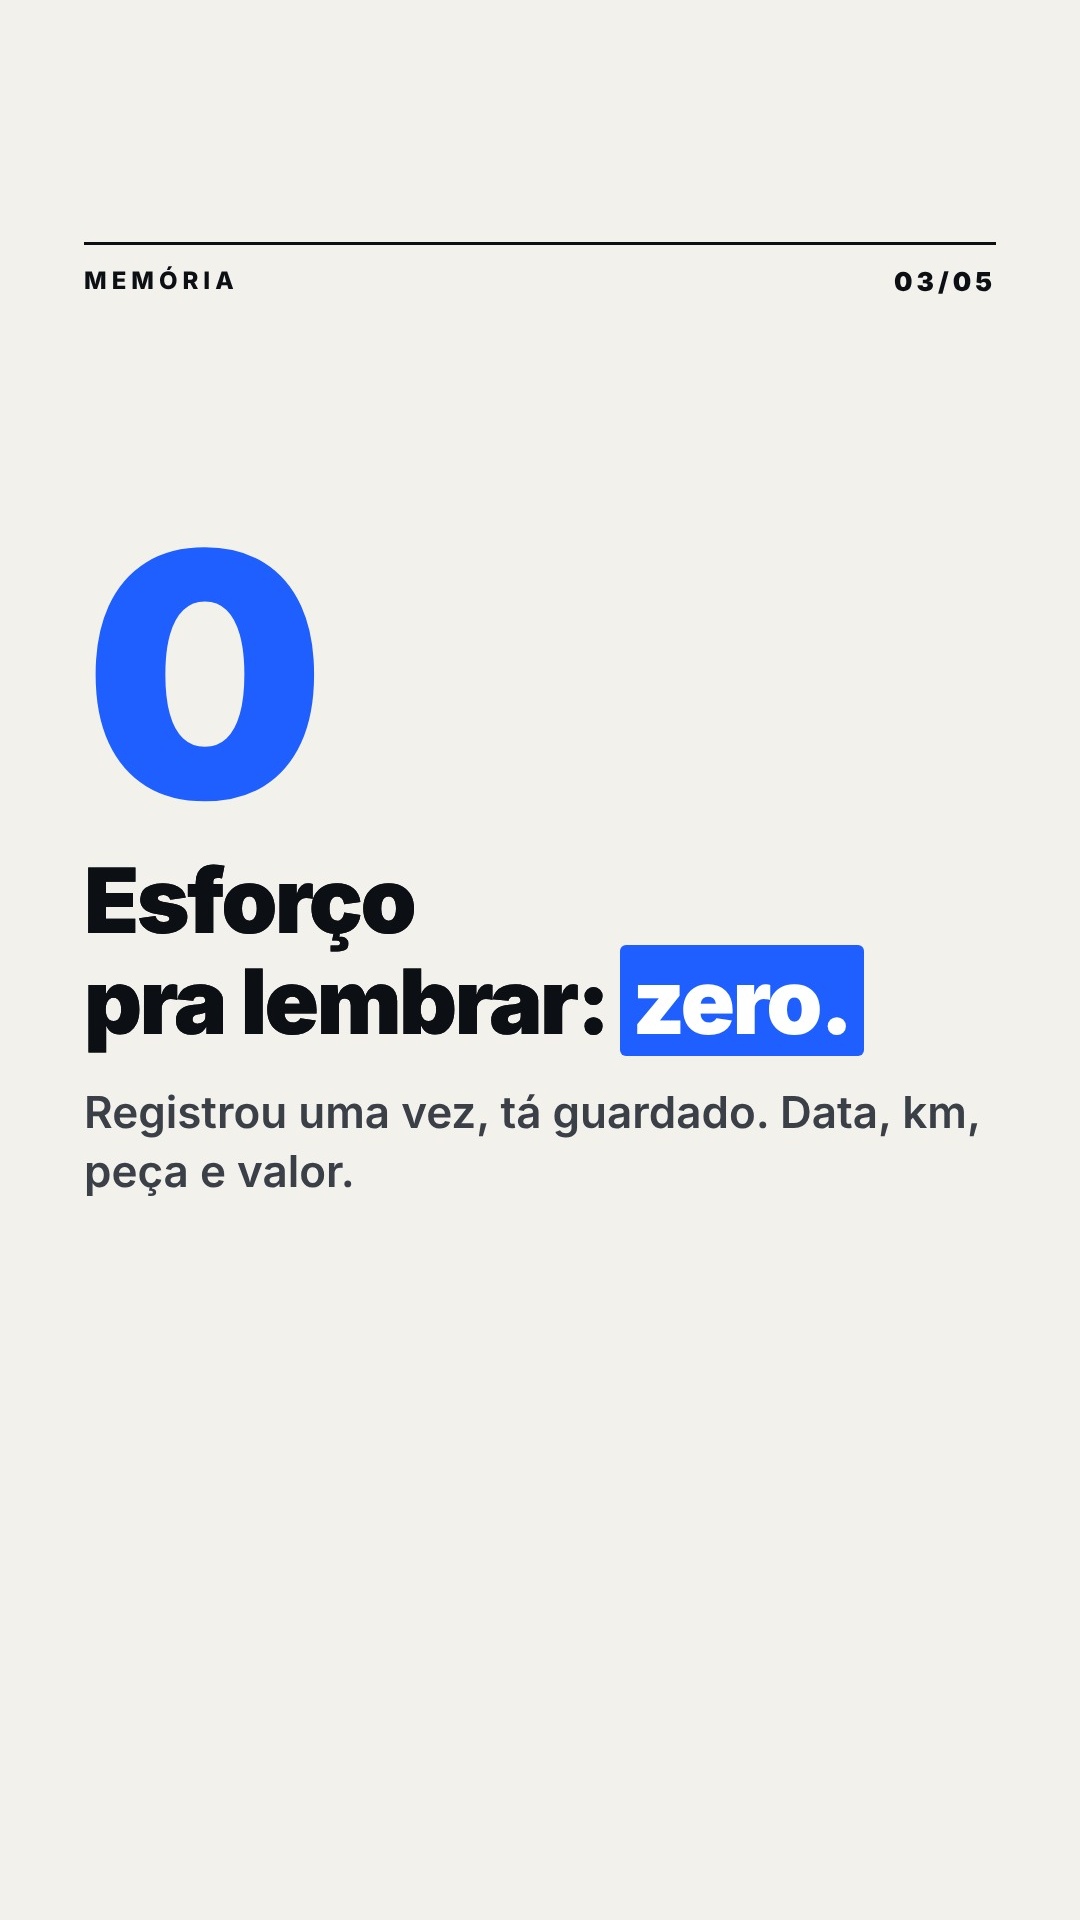 MEMÓRIA
03/05
0
Esforço
pra lembrar: zero.
Registrou uma vez, tá guardado. Data, km,
peça e valor.